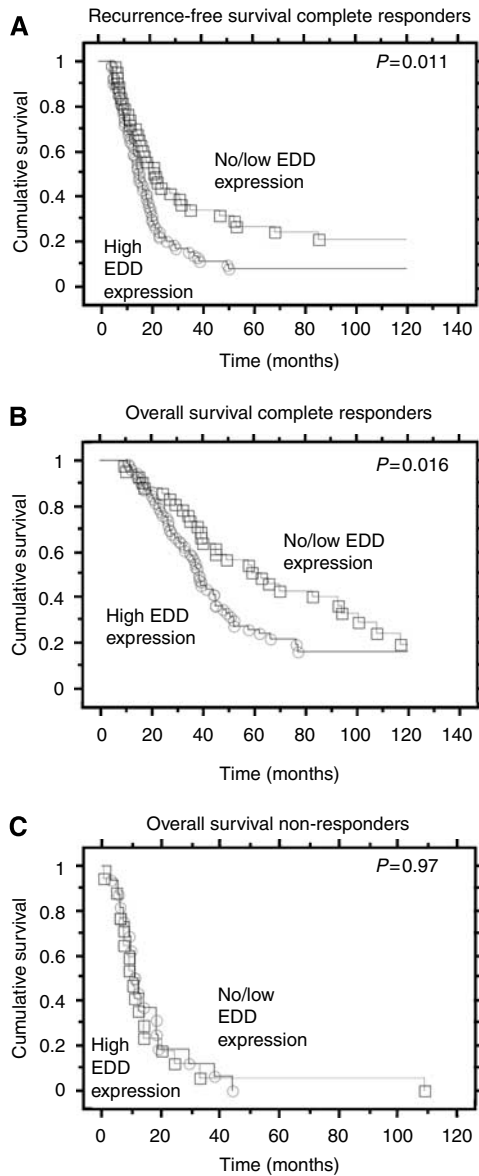 A
Recurrence-free survival complete responders
P=0.011
1
0.8
0.6
0.4
0.2
0
Cumulative survival
No/low EDD
expression
High
EDD
expression
0 20 40 60 80 100 120 140
Time (months)
B
Overall survival complete responders
P=0.016
1
0.8
0.6
0.4
0.2
0
Cumulative survival
No/low EDD
expression
High EDD
expression
0 20 40 60 80 100 120 140
Time (months)
C
Overall survival non-responders
P=0.97
1
0.8
0.6
0.4
0.2
0
Cumulative survival
No/low
EDD
expression
High
EDD
expression
0 20 40 60 80 100 120
Time (months)